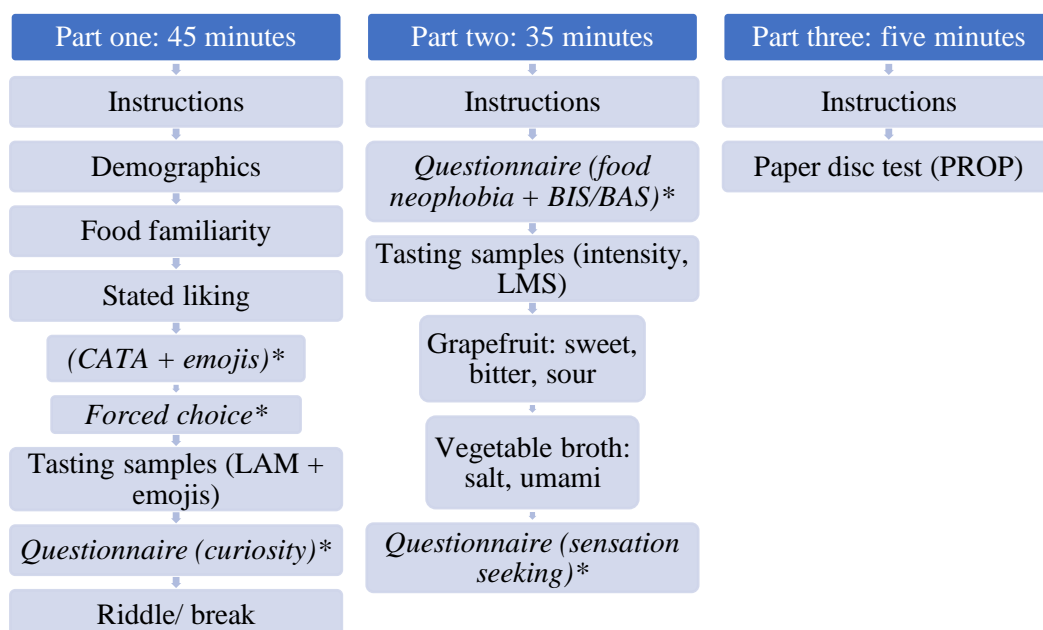 Part one: 45 minutes
Instructions
Demographics
Food familiarity
Stated liking
(CATA + emojis)*
Forced choice*
Tasting samples (LAM +
emojis)
Questionnaire (curiosity)*
Riddle/ break
Part two: 35 minutes
Instructions
Questionnaire (food
neophobia + BIS/BAS)*
Tasting samples (intensity,
LMS)
Grapefruit: sweet,
bitter, sour
Vegetable broth:
salt, umami
Questionnaire (sensation
seeking)*
Part three: five minutes
Instructions
Paper disc test (PROP)